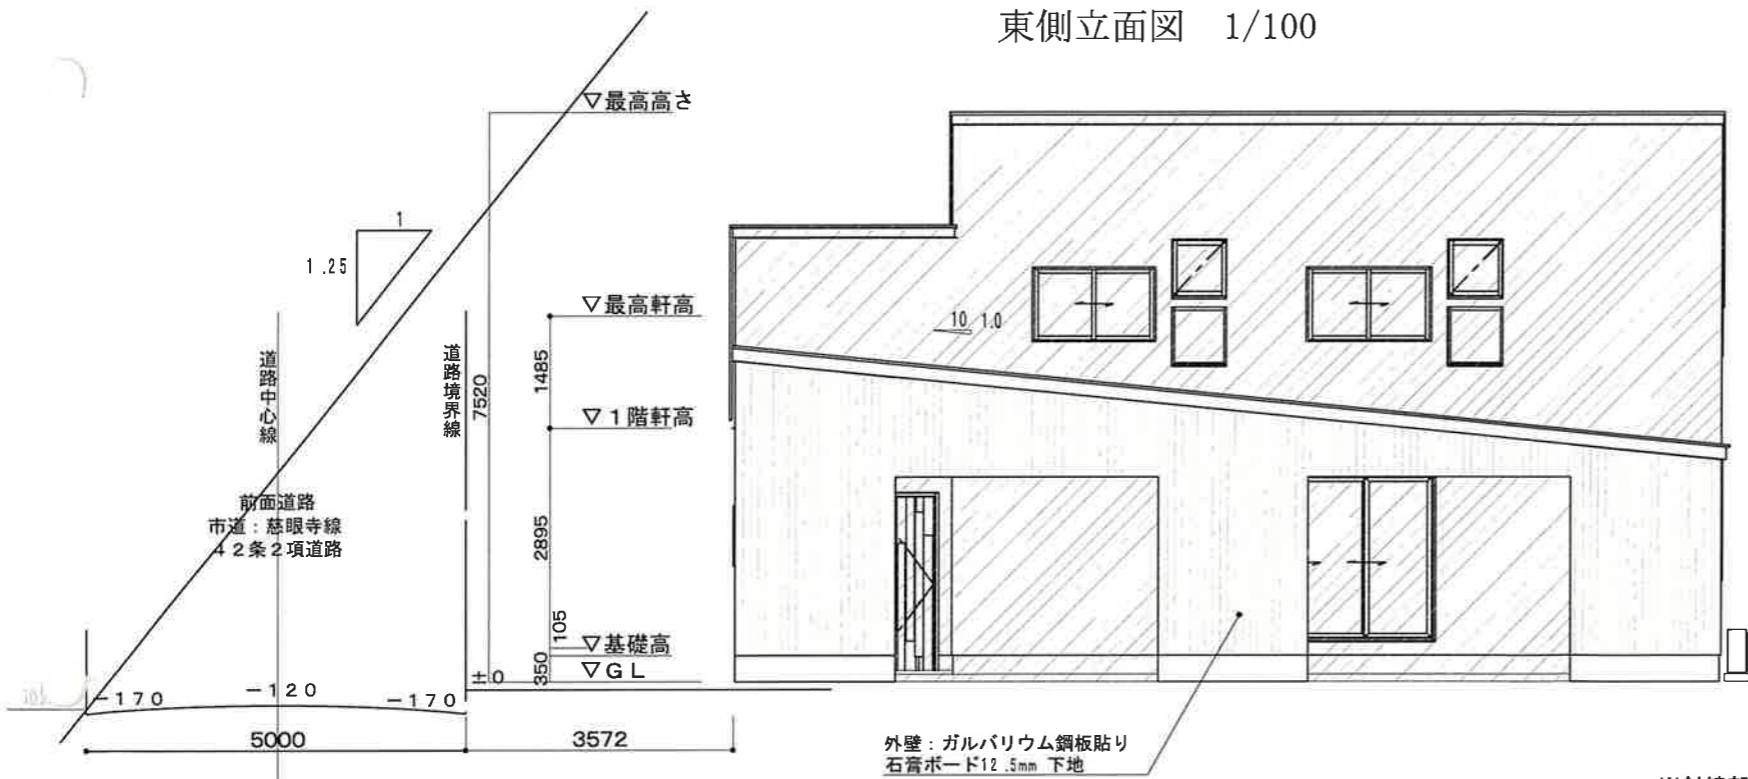 東側立面図 1/100
▽最高高さ
1
1.25
▽最高軒高
10 1.0
道路中心線
道路境界線
7520
1485
▽1階軒高
前面道路
市道：慈眼寺線
42条2項道路
2895
105
▽基礎高
350
▽GL
±0
-170
-120
-170
5000
3572
外壁：ガルバリウム鋼板貼り
石膏ボード12.5mm 下地